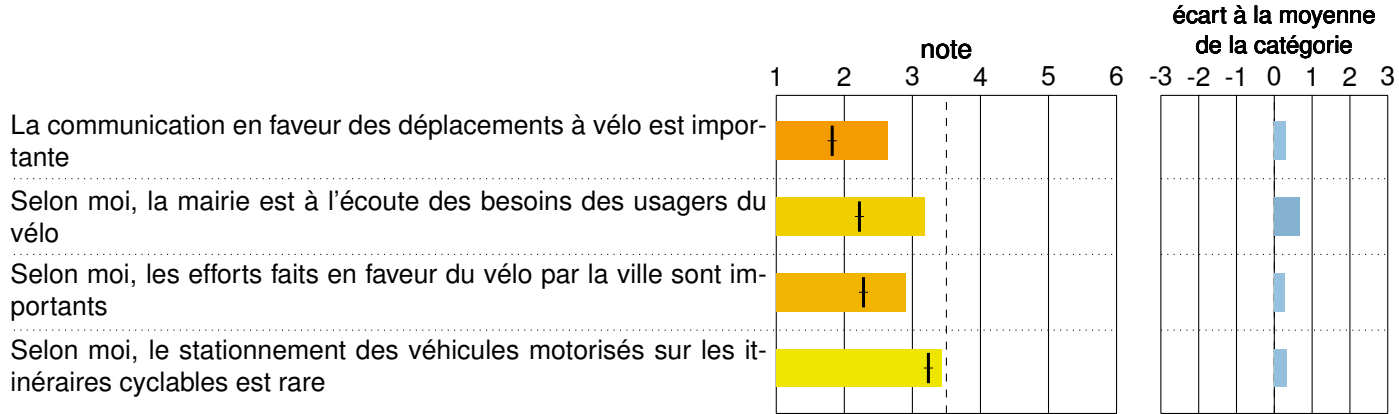 écart à la moyenne
de la catégorie
note
1 2 3 4 5 6
-3 -2 -1 0 1 2 3
La communication en faveur des déplacements à vélo est impor-
tante
Selon moi, la mairie est à l'écoute des besoins des usagers du
vélo
Selon moi, les efforts faits en faveur du vélo par la ville sont im-
portants
Selon moi, le stationnement des véhicules motorisés sur les it-
inéraires cyclables est rare